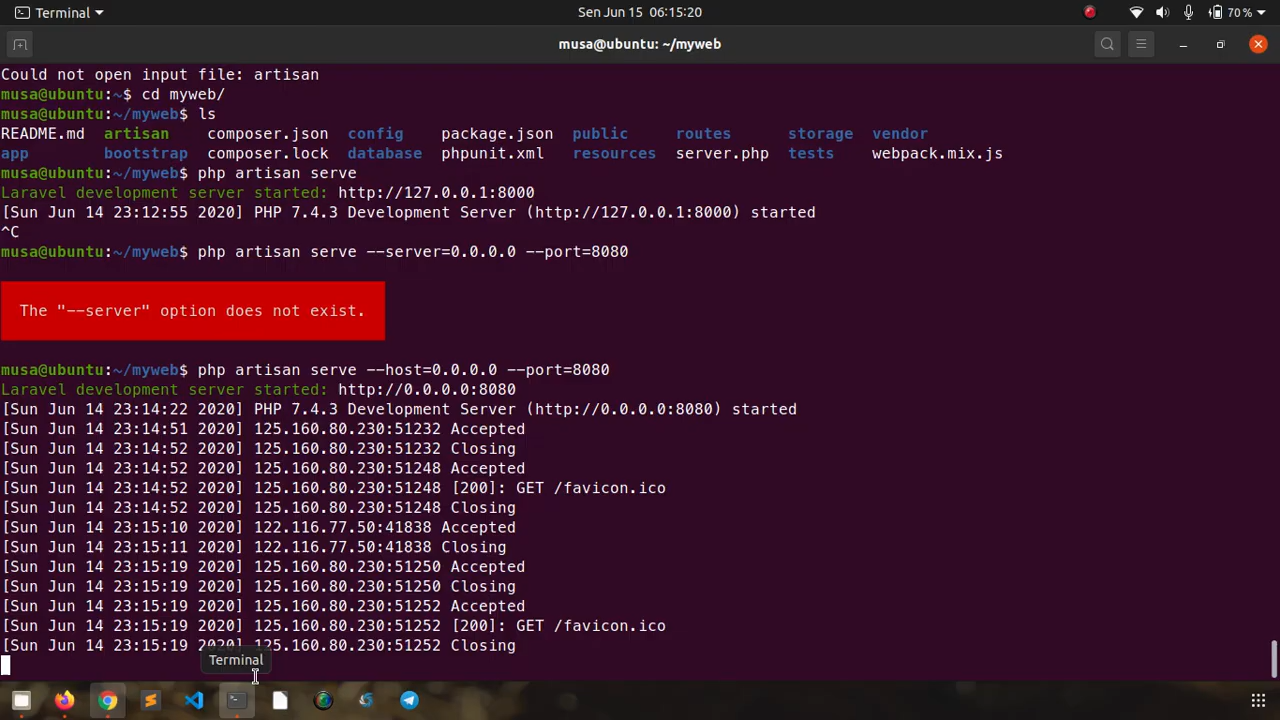 Terminal
Sen Jun 15 06:15:20
70%
musa@ubuntu: ~/myweb
Could not open input file: artisan
musa@ubuntu:~$ cd myweb/
musa@ubuntu:~/myweb$ ls
README.md artisan composer.json config package.json public routes storage vendor
app bootstrap composer.lock database phpunit.xml resources server.php tests webpack.mix.js
musa@ubuntu:~/myweb$ php artisan serve
Laravel development server started: http://127.0.0.1:8000
[Sun Jun 14 23:12:55 2020] PHP 7.4.3 Development Server (http://127.0.0.1:8000) started
^C
musa@ubuntu:~/myweb$ php artisan serve --server=0.0.0.0 --port=8080
The "--server" option does not exist.
musa@ubuntu:~/myweb$ php artisan serve --host=0.0.0.0 --port=8080
Laravel development server started: http://0.0.0.0:8080
[Sun Jun 14 23:14:22 2020] PHP 7.4.3 Development Server (http://0.0.0.0:8080) started
[Sun Jun 14 23:14:51 2020] 125.160.80.230:51232 Accepted
[Sun Jun 14 23:14:52 2020] 125.160.80.230:51232 Closing
[Sun Jun 14 23:14:52 2020] 125.160.80.230:51248 Accepted
[Sun Jun 14 23:14:52 2020] 125.160.80.230:51248 [200]: GET /favicon.ico
[Sun Jun 14 23:14:52 2020] 125.160.80.230:51248 Closing
[Sun Jun 14 23:15:10 2020] 122.116.77.50:41838 Accepted
[Sun Jun 14 23:15:11 2020] 122.116.77.50:41838 Closing
[Sun Jun 14 23:15:19 2020] 125.160.80.230:51250 Accepted
[Sun Jun 14 23:15:19 2020] 125.160.80.230:51250 Closing
[Sun Jun 14 23:15:19 2020] 125.160.80.230:51252 Accepted
[Sun Jun 14 23:15:19 2020] 125.160.80.230:51252 [200]: GET /favicon.ico
[Sun Jun 14 23:15:19 2020] 125.160.80.230:51252 Closing
Terminal